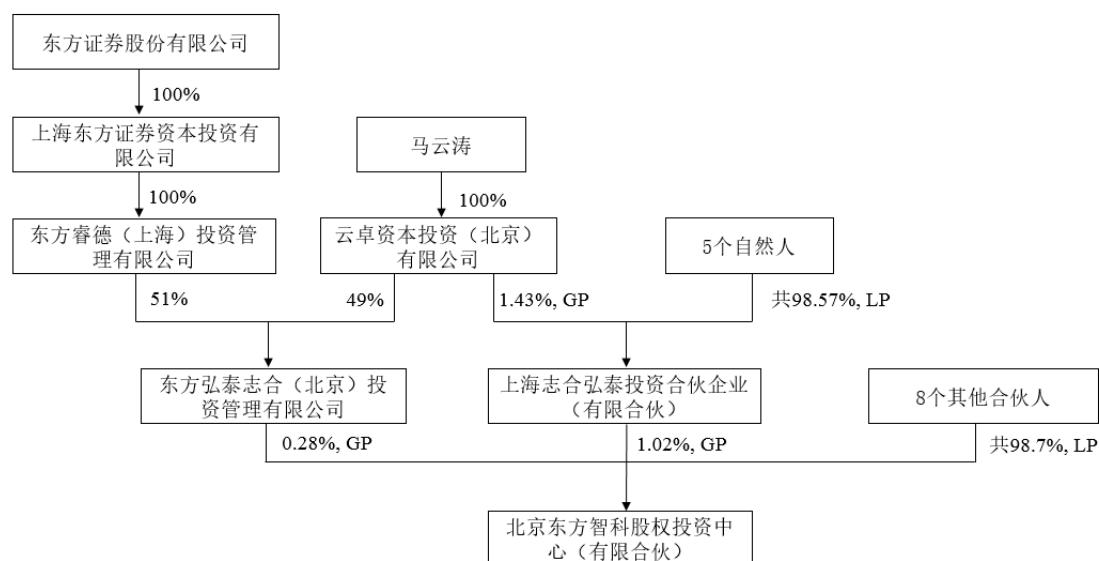 东方证券股份有限公司
100%
上海东方证券资本投资有
限公司
马云涛
100%
100%
东方睿德（上海）投资管
理有限公司
云卓资本投资（北京）
有限公司
5个自然人
51%
49%
1.43%, GP
共98.57%, LP
东方弘泰志合（北京）投
资管理有限公司
上海志合弘泰投资合伙企业
（有限合伙）
8个其他合伙人
0.28%, GP
1.02%, GP
共98.7%, LP
北京东方智科股权投资中
心（有限合伙）